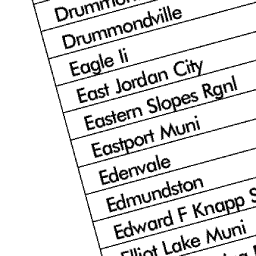 Drummondville
Eagle Ii
East Jordan City
Eastern Slopes Rgnl
Eastport Muni
Edenvale
Edmundston
Edward F Knapp
Elliot Lake Muni